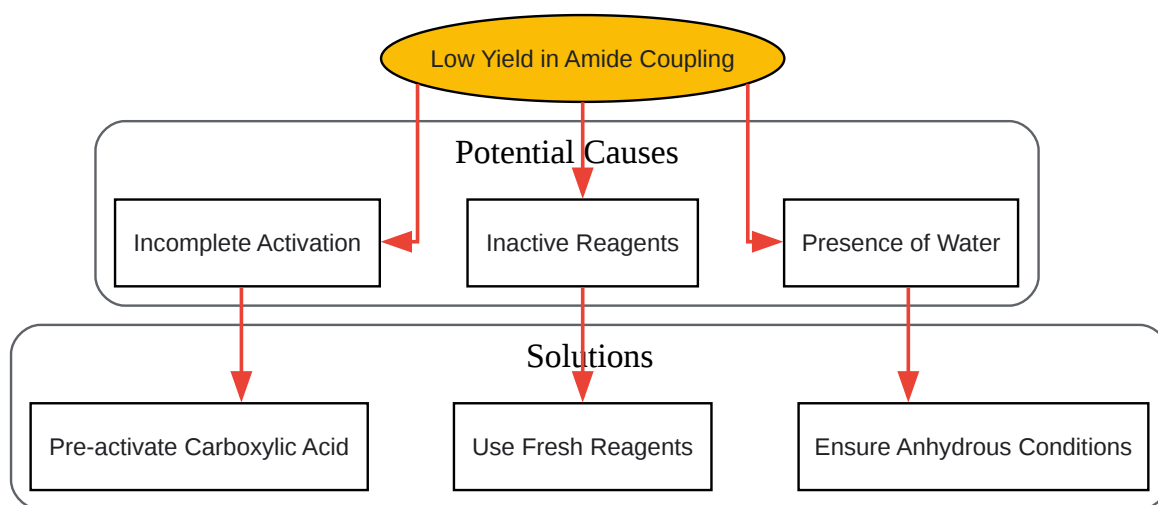 Low Yield in Amide Coupling
Potential Causes
Incomplete Activation
Inactive Reagents
Presence of Water
Solutions
Pre-activate Carboxylic Acid
Use Fresh Reagents
Ensure Anhydrous Conditions